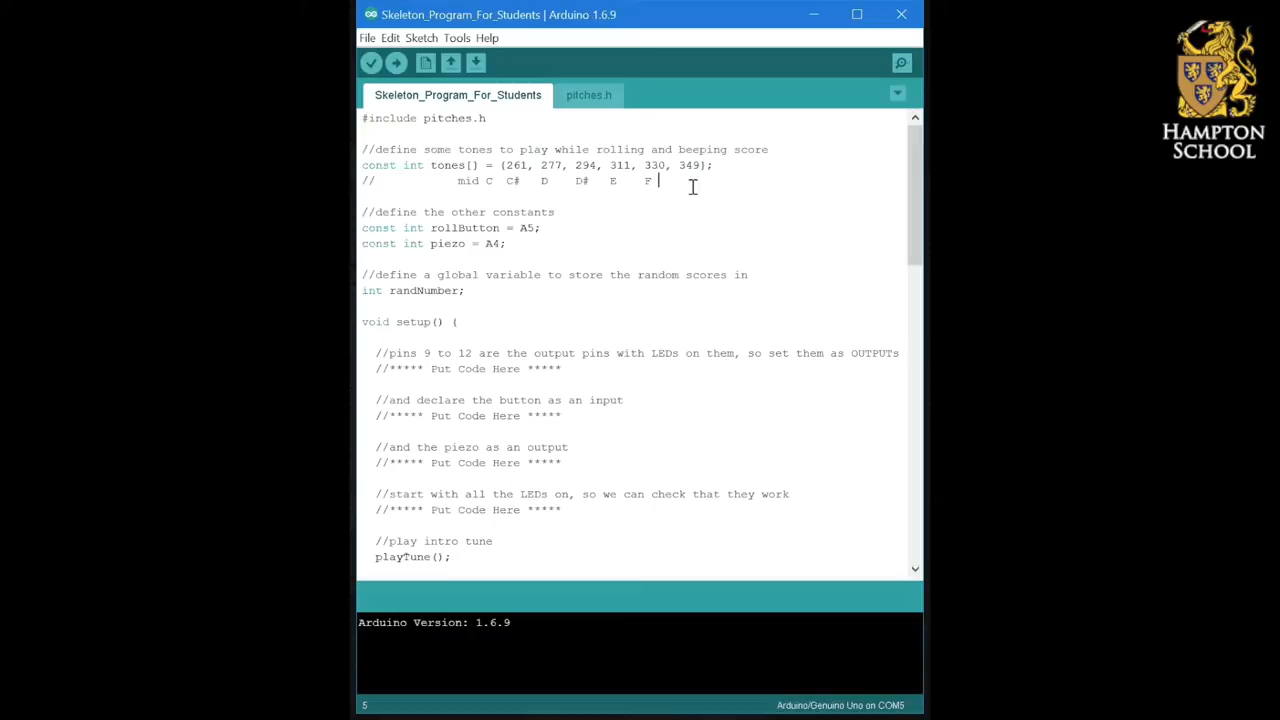 Skeleton_Program_For_Students | Arduino 1.6.9
File Edit Sketch Tools Help
Skeleton_Program_For_Students pitches.h
#include pitches.h
//define some tones to play while rolling and beeping score
const int tones[] = {261, 277, 294, 311, 330, 349};
// mid C C# D D# E F
//define the other constants
const int rollButton = A5;
const int piezo = A4;
//define a global variable to store the random scores in
int randNumber;
void setup() {
//pins 9 to 12 are the output pins with LEDs on them, so set them as OUTPUTs
//***** Put Code Here *****
//and declare the button as an input
//***** Put Code Here *****
//and the piezo as an output
//***** Put Code Here *****
//start with all the LEDs on, so we can check that they work
//***** Put Code Here *****
//play intro tune
playTune();
Arduino Version: 1.6.9
5 Arduino/Genuino Uno on COM5
HAMPTON
SCHOOL